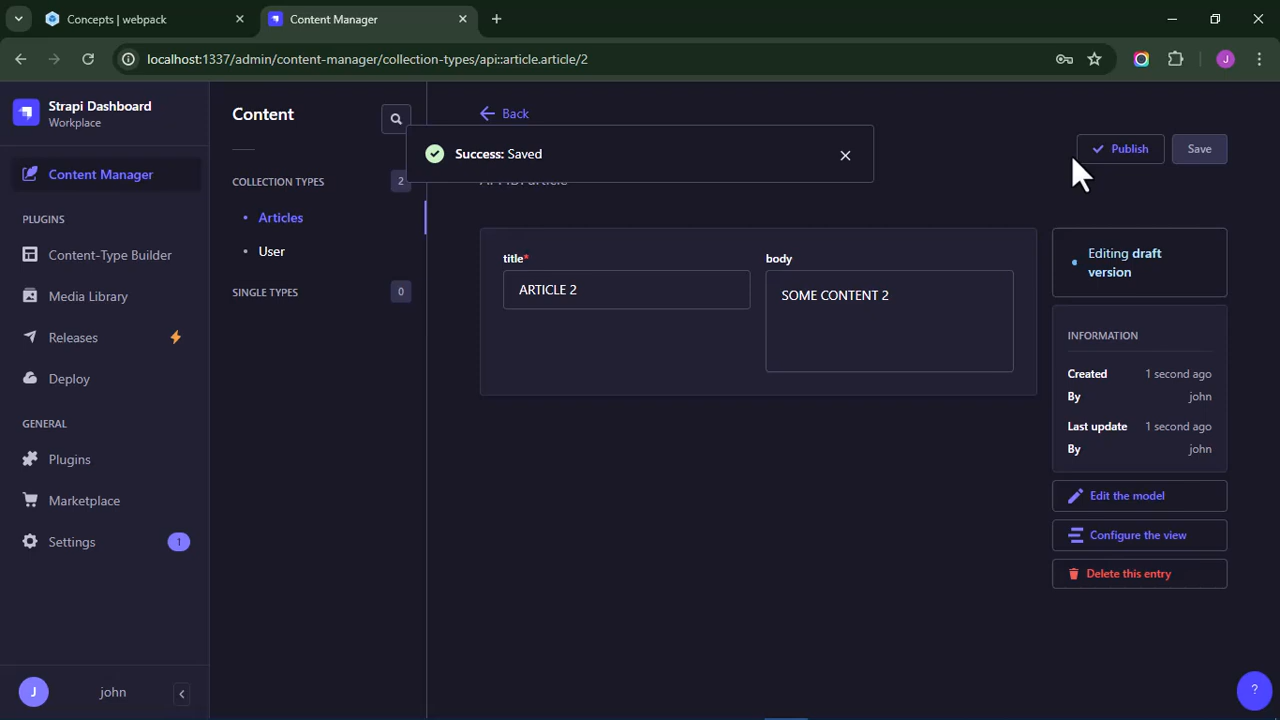 Concepts | webpack
Content Manager
localhost:1337/admin/content-manager/collection-types/api::article.article/2
J
Strapi Dashboard
Workplace
Content Manager
PLUGINS
Content-Type Builder
Media Library
Releases
Deploy
GENERAL
Plugins
Marketplace
Settings
1
J
john
Content
COLLECTION TYPES
2
Articles
User
SINGLE TYPES
0
Back
Success: Saved
Publish
Save
title*
ARTICLE 2
body
SOME CONTENT 2
Editing draft
version
INFORMATION
Created 1 second ago
By john
Last update 1 second ago
By john
Edit the model
Configure the view
Delete this entry
?